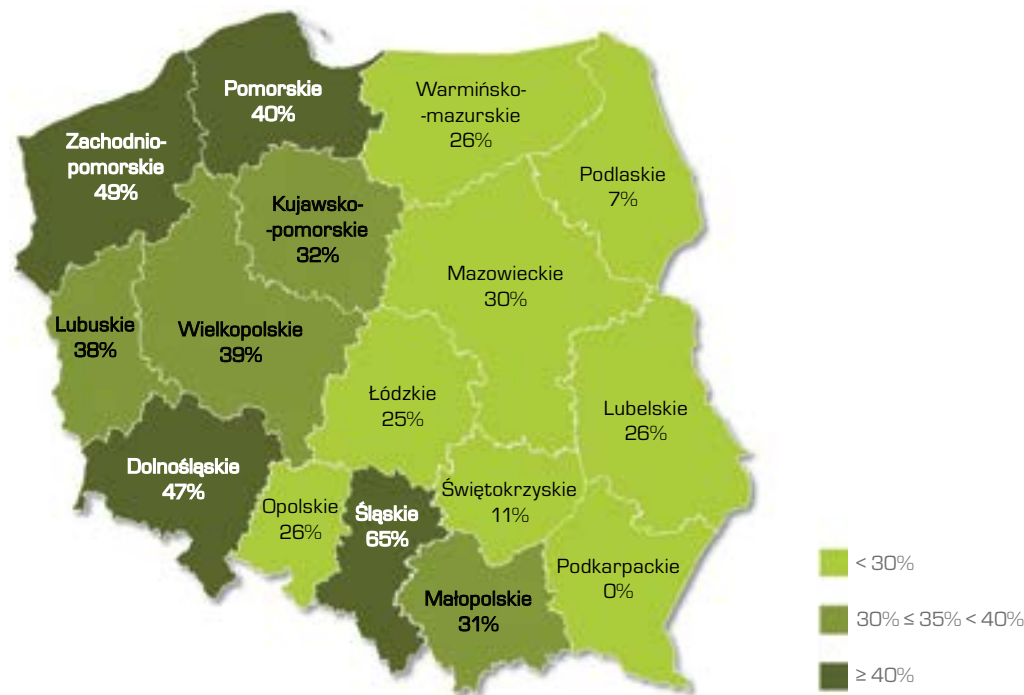 Pomorskie
40%
Warmińsko-
-mazurskie
26%
Zachodnio-
pomorskie
49%
Podlaskie
7%
Kujawsko-
-pomorskie
32%
Mazowieckie
30%
Lubuskie
38%
Wielkopolskie
39%
Łódzkie
25%
Lubelskie
26%
Dolnośląskie
47%
Opolskie
26%
Śląskie
65%
Świętokrzyskie
11%
Podkarpackie
0%
Małopolskie
31%
< 30%
30% ≤ 35% < 40%
≥ 40%